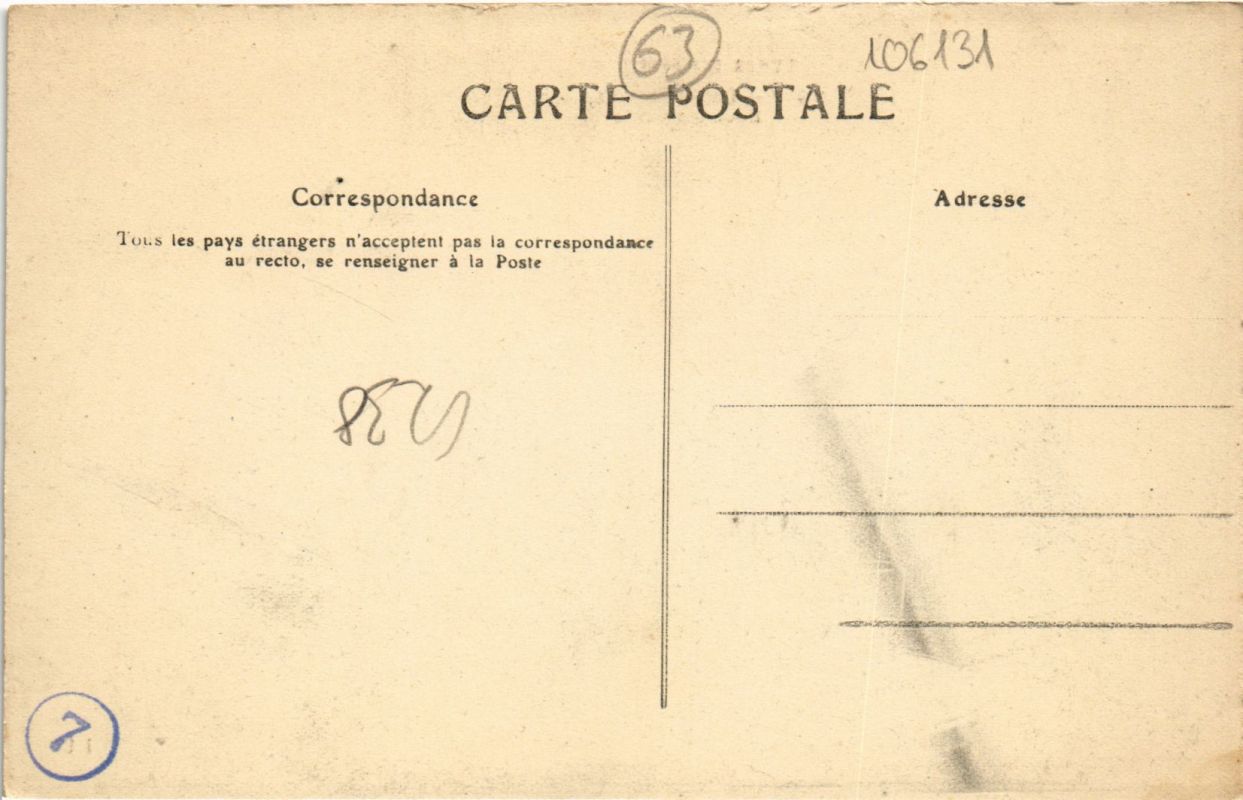 63
106131
CARTE POSTALE
Correspondance
Adresse
Tous les pays étrangers n'acceptent pas la correspondance
au recto, se renseigner à la Poste
7